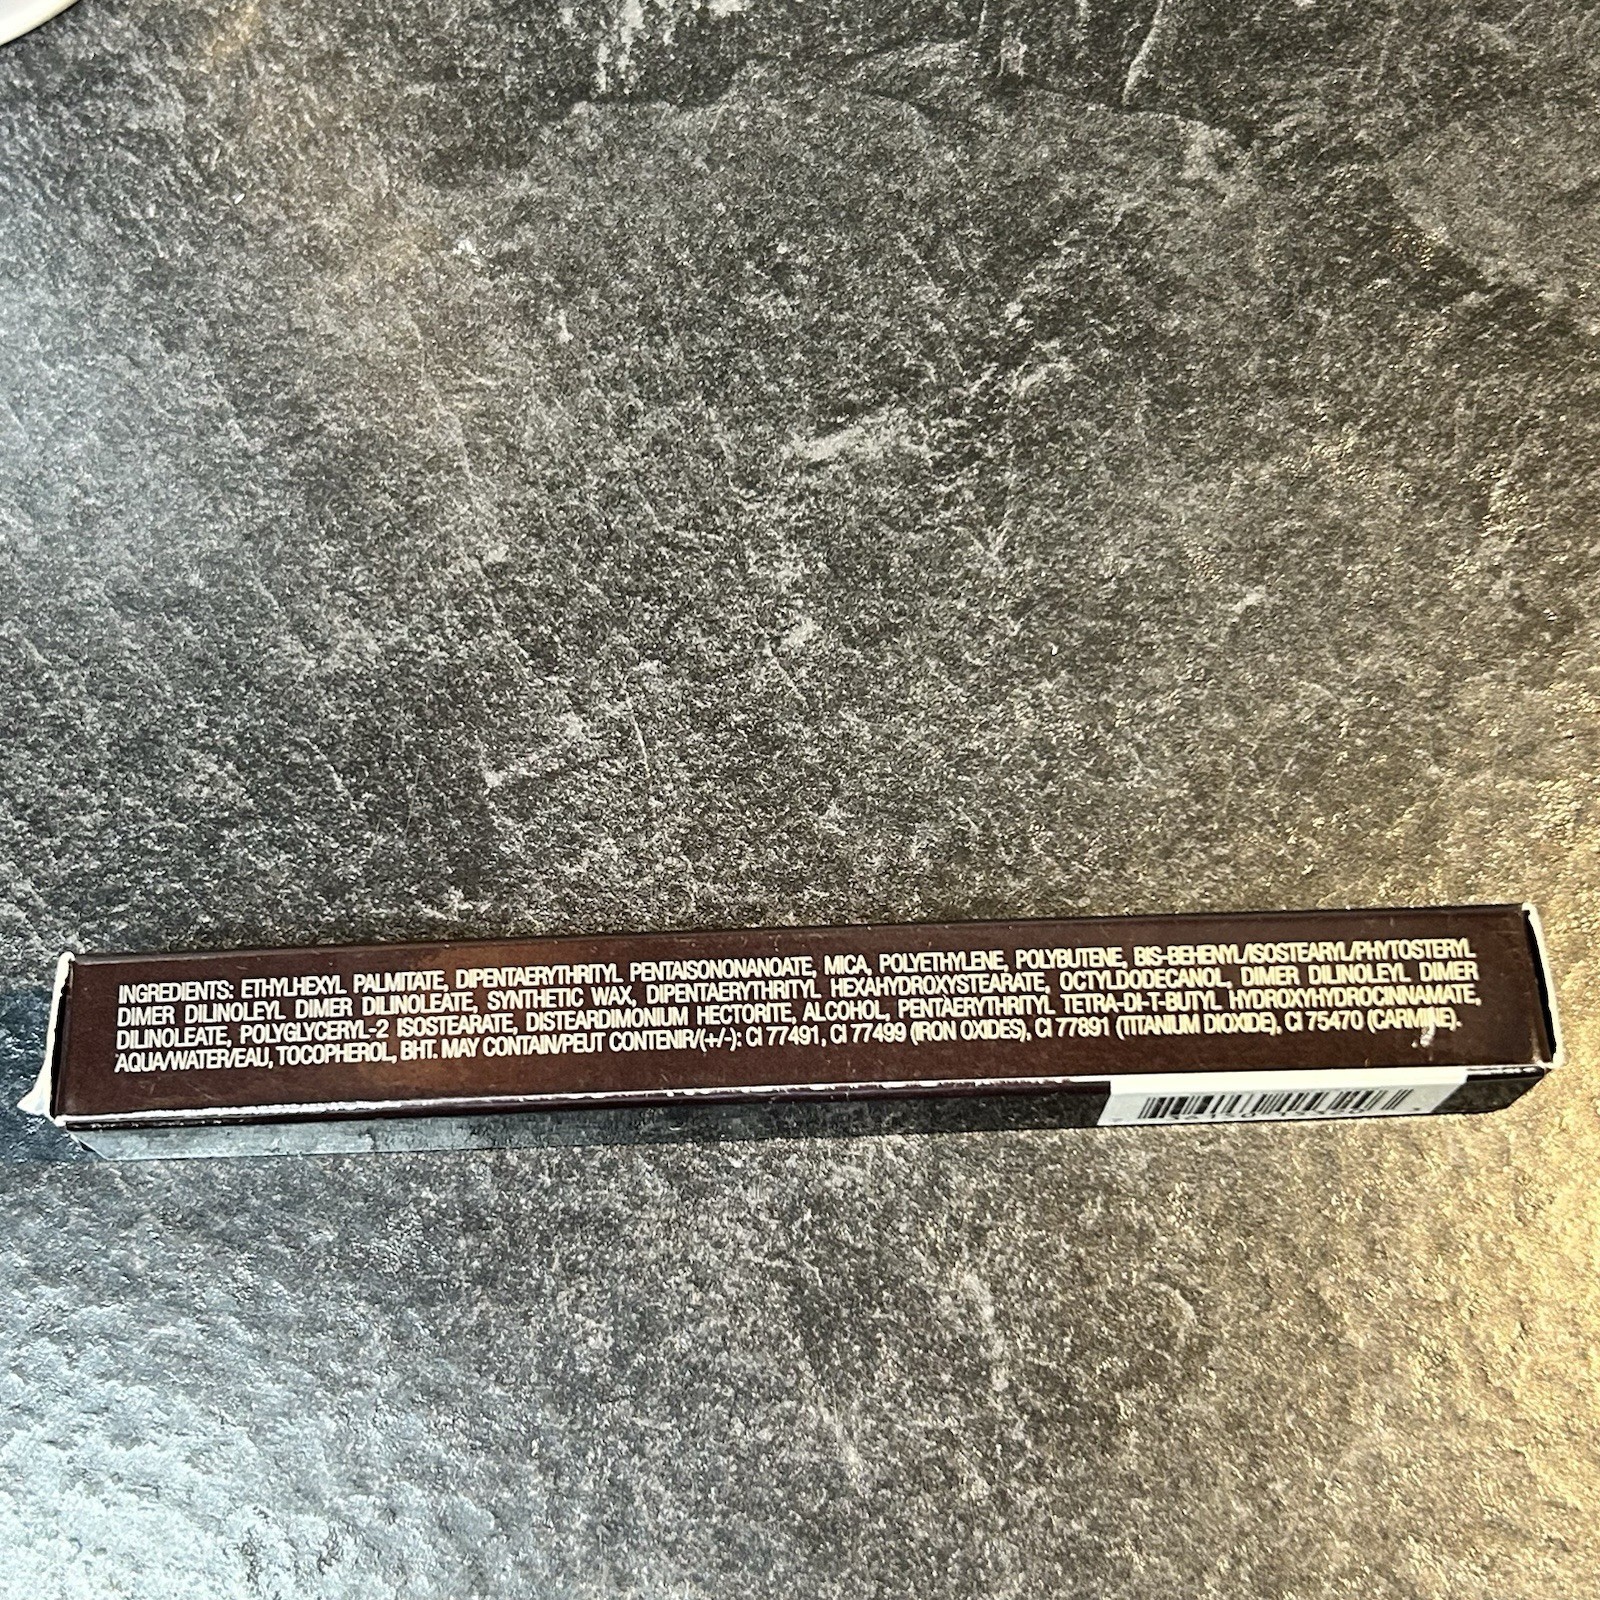 INGREDIENTS: ETHYLHEXYL PALMITATE, DIPENTAERYTHRITYL PENTAISONONANOATE, MICA, POLYETHYLENE, POLYBUTENE, BIS-BEHENYL/ISOSTEARYL/PHYTOSTERYL
DIMER DILINOLEYL DIMER DILINOLEATE, SYNTHETIC WAX, DIPENTAERYTHRITYL HEXAHYDROXYSTEARATE, OCTYLDODECANOL, DIMER DILINOLEYL DIMER
DILINOLEATE, POLYGLYCERYL-2 ISOSTEARATE, DISTEARDIMONIUM HECTORITE, ALCOHOL, PENTAERYTHRITYL TETRA-DI-T-BUTYL HYDROXYHYDROCINNAMATE,
AQUA/WATER/EAU, TOCOPHEROL, BHT. MAY CONTAIN/PEUT CONTENIR/(+/-): CI 77491, CI 77499 (IRON OXIDES), CI 77891 (TITANIUM DIOXIDE), CI 75470 (CARMINE).